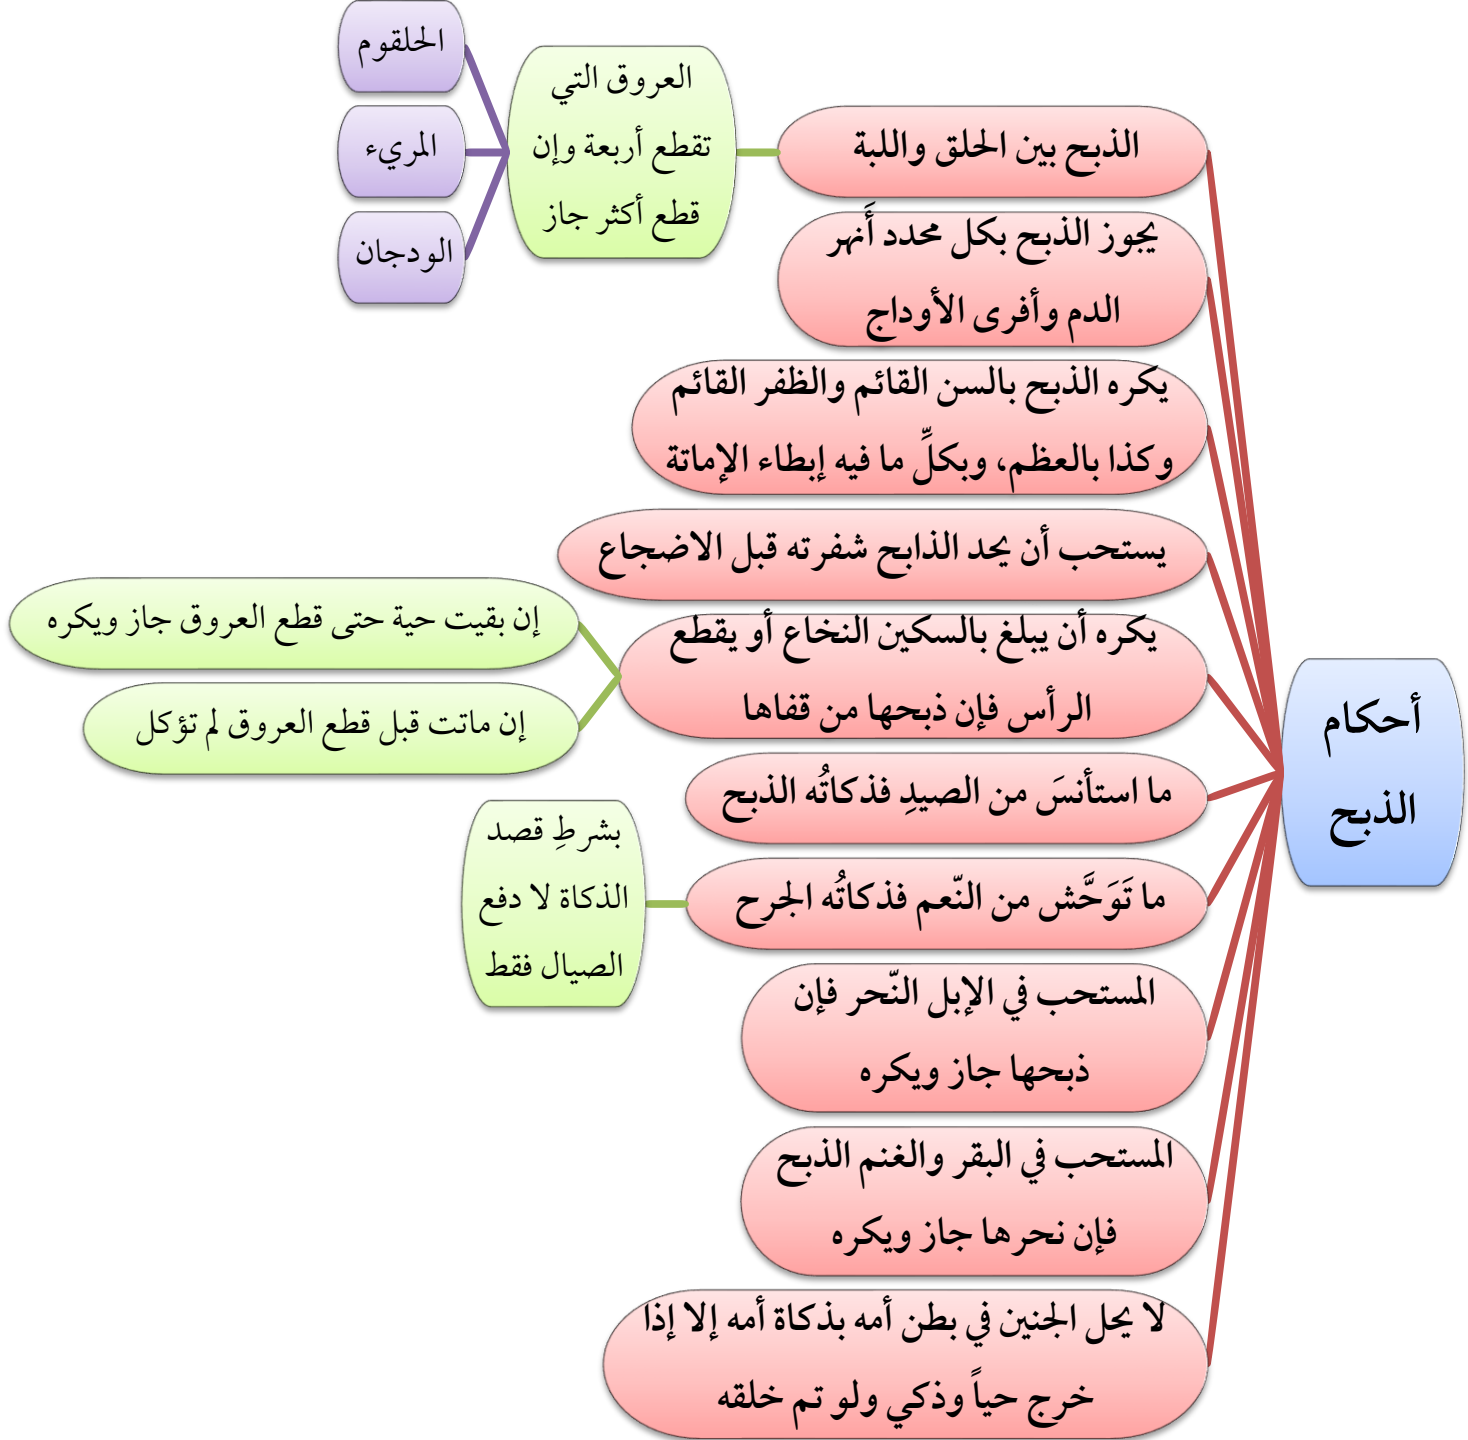 أحكام
الذبح
الذبح بين الحلق واللبة
العروق التي
تقطع أربعة وإن
قطع أكثر جاز
الحلقوم
المريء
الودجان
يجوز الذبح بكل محدد أَنهر
الدم وأفرى الأوداج
يكره الذبح بالسن القائم والظفر القائم
وكذا بالعظم، وبكلِّ ما فيه إبطاء الإماتة
يستحب أن يحد الذابح شفرته قبل الاضجاع
يكره أن يبلغ بالسكين النخاع أو يقطع
الرأس فإن ذبحها من قفاها
إن بقيت حية حتى قطع العروق جاز ويكره
إن ماتت قبل قطع العروق لم تؤكل
ما استأنسَ من الصيدِ فذكاتُه الذبح
ما تَوَحَّش من النّعم فذكاتُه الجرح
بشرطِ قصد
الذكاة لا دفع
الصيال فقط
المستحب في الإبل النّحر فإن
ذبحها جاز ويكره
المستحب في البقر والغنم الذبح
فإن نحرها جاز ويكره
لا يحل الجنين في بطن أمه بذكاة أمه إلا إذا
خرج حياً وذكي ولو تم خلقه